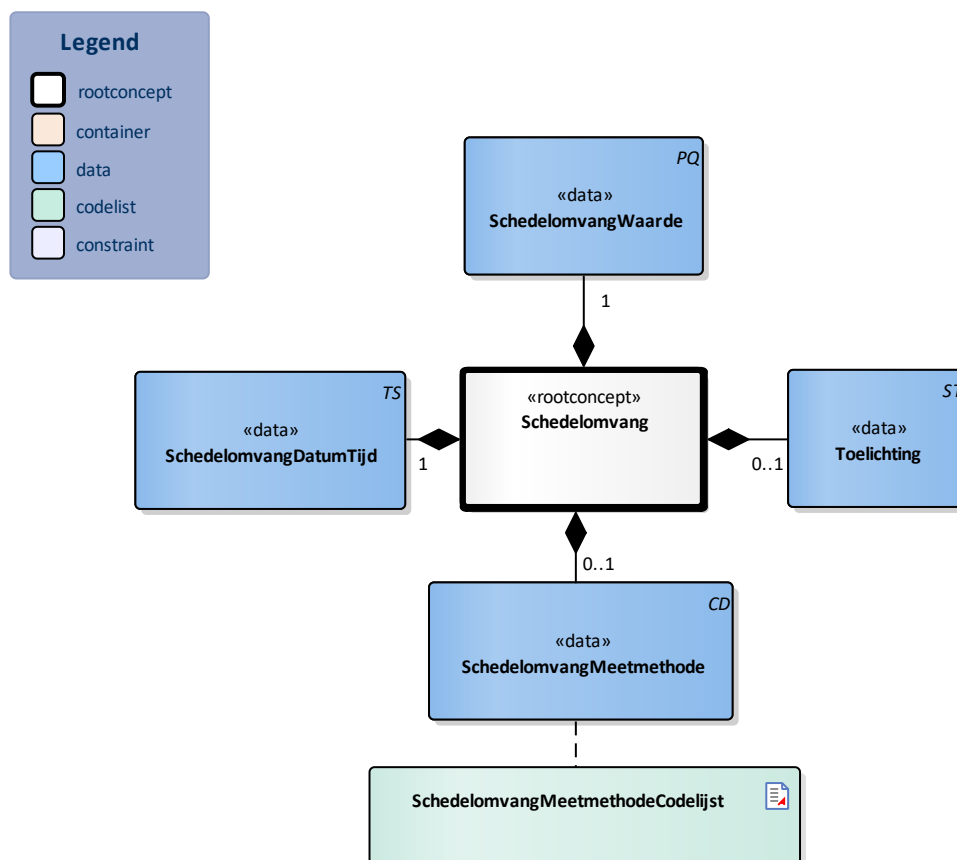 Legend
rootconcept
container
data
codelist
constraint
PQ
«data»
SchedelomvangWaarde
1
TS
«data»
SchedelomvangDatumTijd
1
«rootconcept»
Schedelomvang
0..1
ST
«data»
Toelichting
0..1
CD
«data»
SchedelomvangMeetmethode
SchedelomvangMeetmethodeCodelijst